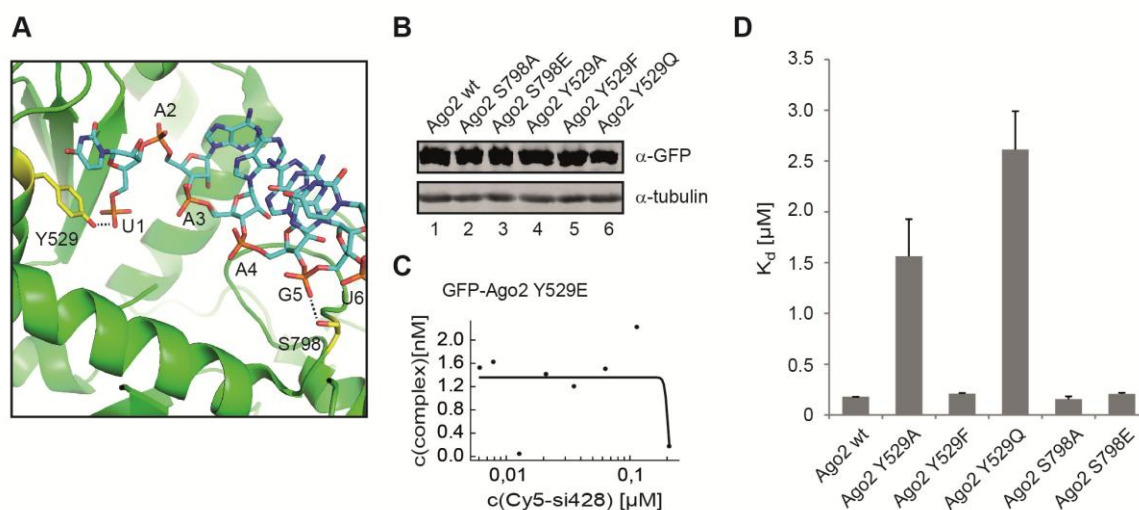 A
A2
U1
Y529
A3
A4
G5
U6
S798
B
Ago2 wt
Ago2 S798A
Ago2 S798E
Ago2 Y529A
Ago2 Y529F
Ago2 Y529Q
α-GFP
α-tubulin
1 2 3 4 5 6
C
GFP-Ago2 Y529E
c(complex)[nM]
2.0
1.6
1.2
0.8
0.4
0.0
0,01 0,1
c(Cy5-si428) [µM]
D
Kd [µM]
3.5
3.0
2.5
2.0
1.5
1.0
0.5
0
Ago2 wt
Ago2 Y529A
Ago2 Y529F
Ago2 Y529Q
Ago2 S798A
Ago2 S798E